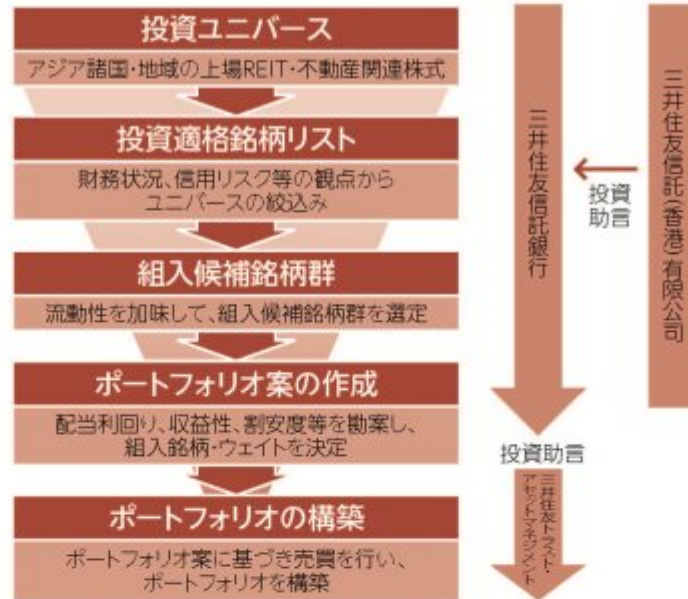 投資ユニバース
アジア諸国・地域の上場REIT・不動産関連株式
投資適格銘柄リスト
財務状況、信用リスク等の観点から
ユニバースの絞込み
組入候補銘柄群
流動性を加味して、組入候補銘柄群を選定
ポートフォリオ案の作成
配当利回り、収益性、割安度等を勘案し、
組入銘柄・ウェイトを決定
ポートフォリオの構築
ポートフォリオ案に基づき売買を行い、
ポートフォリオを構築
三井住友信託銀行
投資
助言
三井住友信託(香港)有限公司
投資助言
三井住友トラスト・
アセットマネジメント